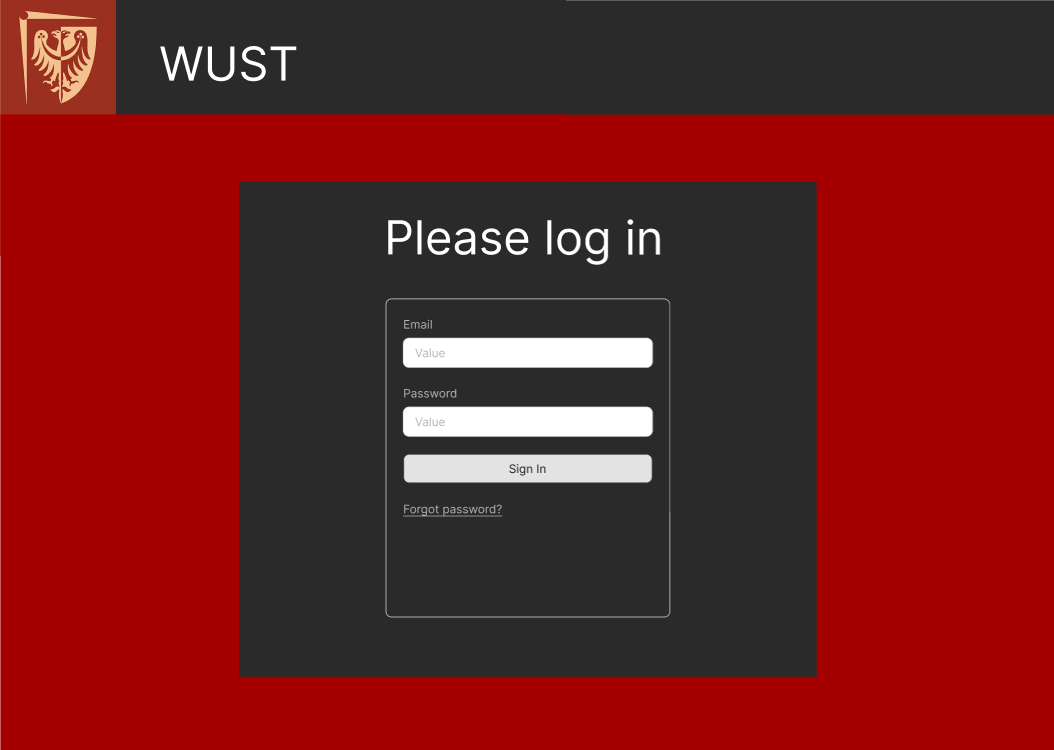 WUST
Please log in
Email
Value
Password
Value
Sign In
Forgot password?